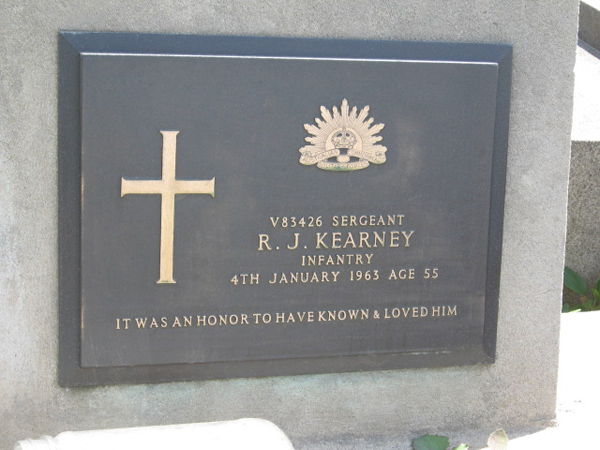 V83426 SERGEANT
R. J. KEARNEY
INFANTRY
4TH JANUARY 1963 AGE 55
IT WAS AN HONOR TO HAVE KNOWN & LOVED HIM